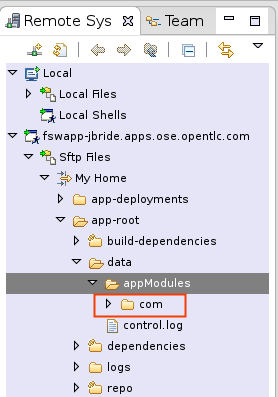 Remote Sys
Team
Local
Local Files
Local Shells
fswapp-jbride.apps.ose.opentlc.com
Sftp Files
My Home
app-deployments
app-root
build-dependencies
data
appModules
com
control.log
dependencies
logs
repo